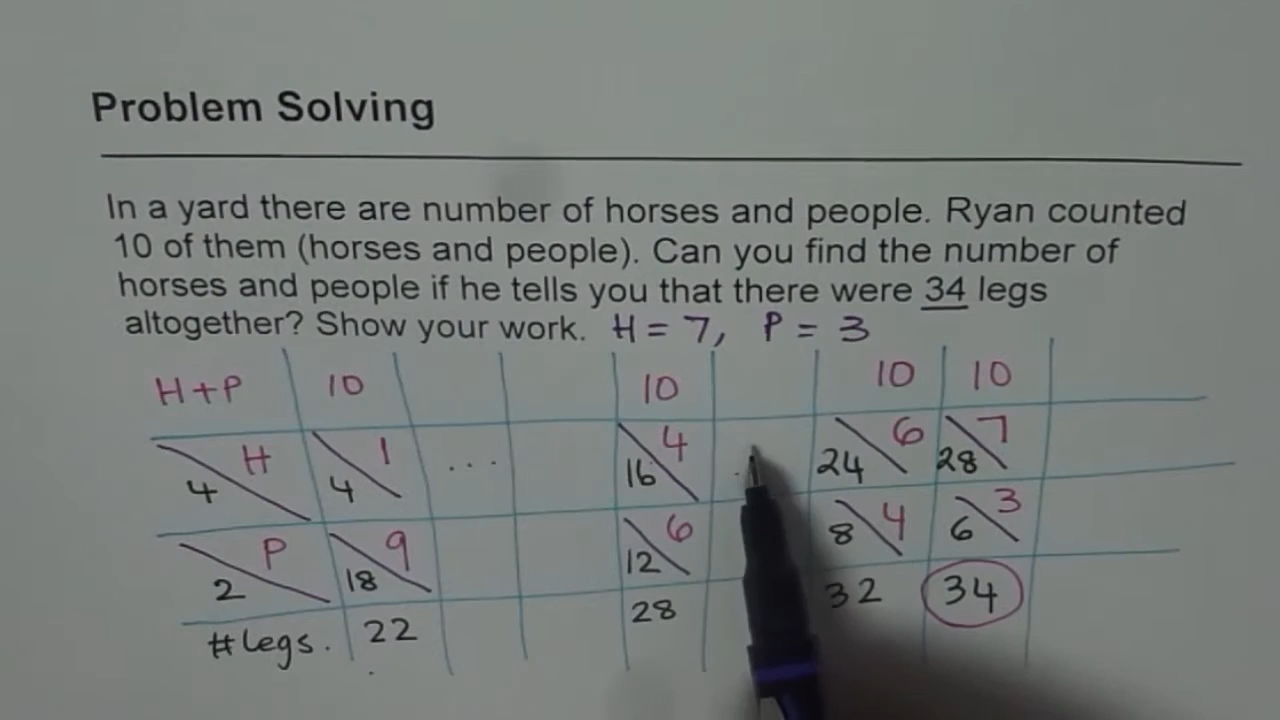 Problem Solving
In a yard there are number of horses and people. Ryan counted
10 of them (horses and people). Can you find the number of
horses and people if he tells you that there were 34 legs
altogether? Show your work. H = 7, P = 3
H+P 10 10 10 10
H 1 4 6 7
4 4 ... 16 24 28
P 9 6 4 3
2 18 12 8 6
# legs. 22 28 32 34